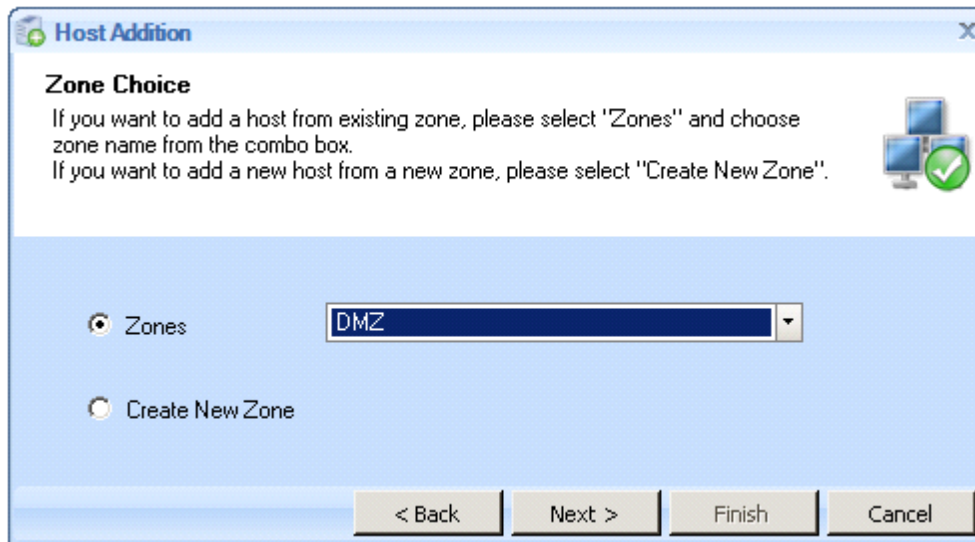 Host Addition
Zone Choice
If you want to add a host from existing zone, please select "Zones" and choose
zone name from the combo box.
If you want to add a new host from a new zone, please select "Create New Zone".
Zones
DMZ
Create New Zone
< Back
Next >
Finish
Cancel